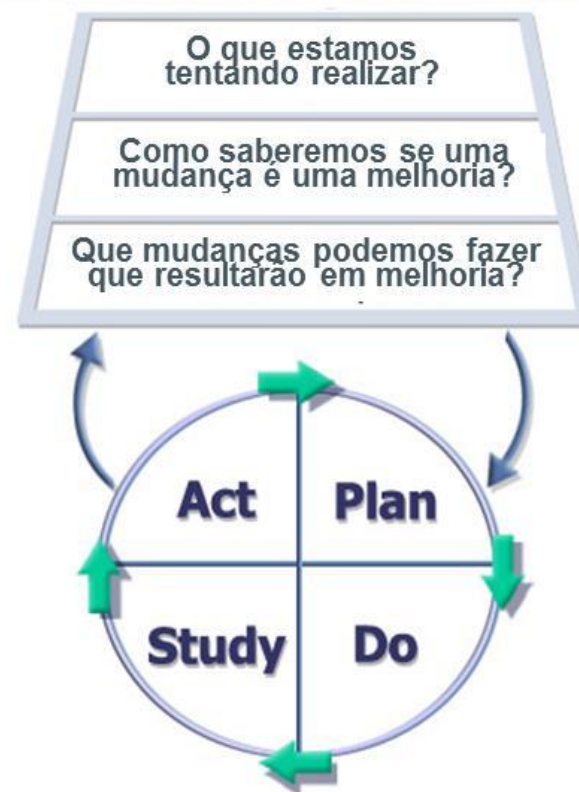 O que estamos
tentando realizar?
Como saberemos se uma
mudança é uma melhoria?
Que mudanças podemos fazer
que resultarão em melhoria?
Act
Plan
Study
Do